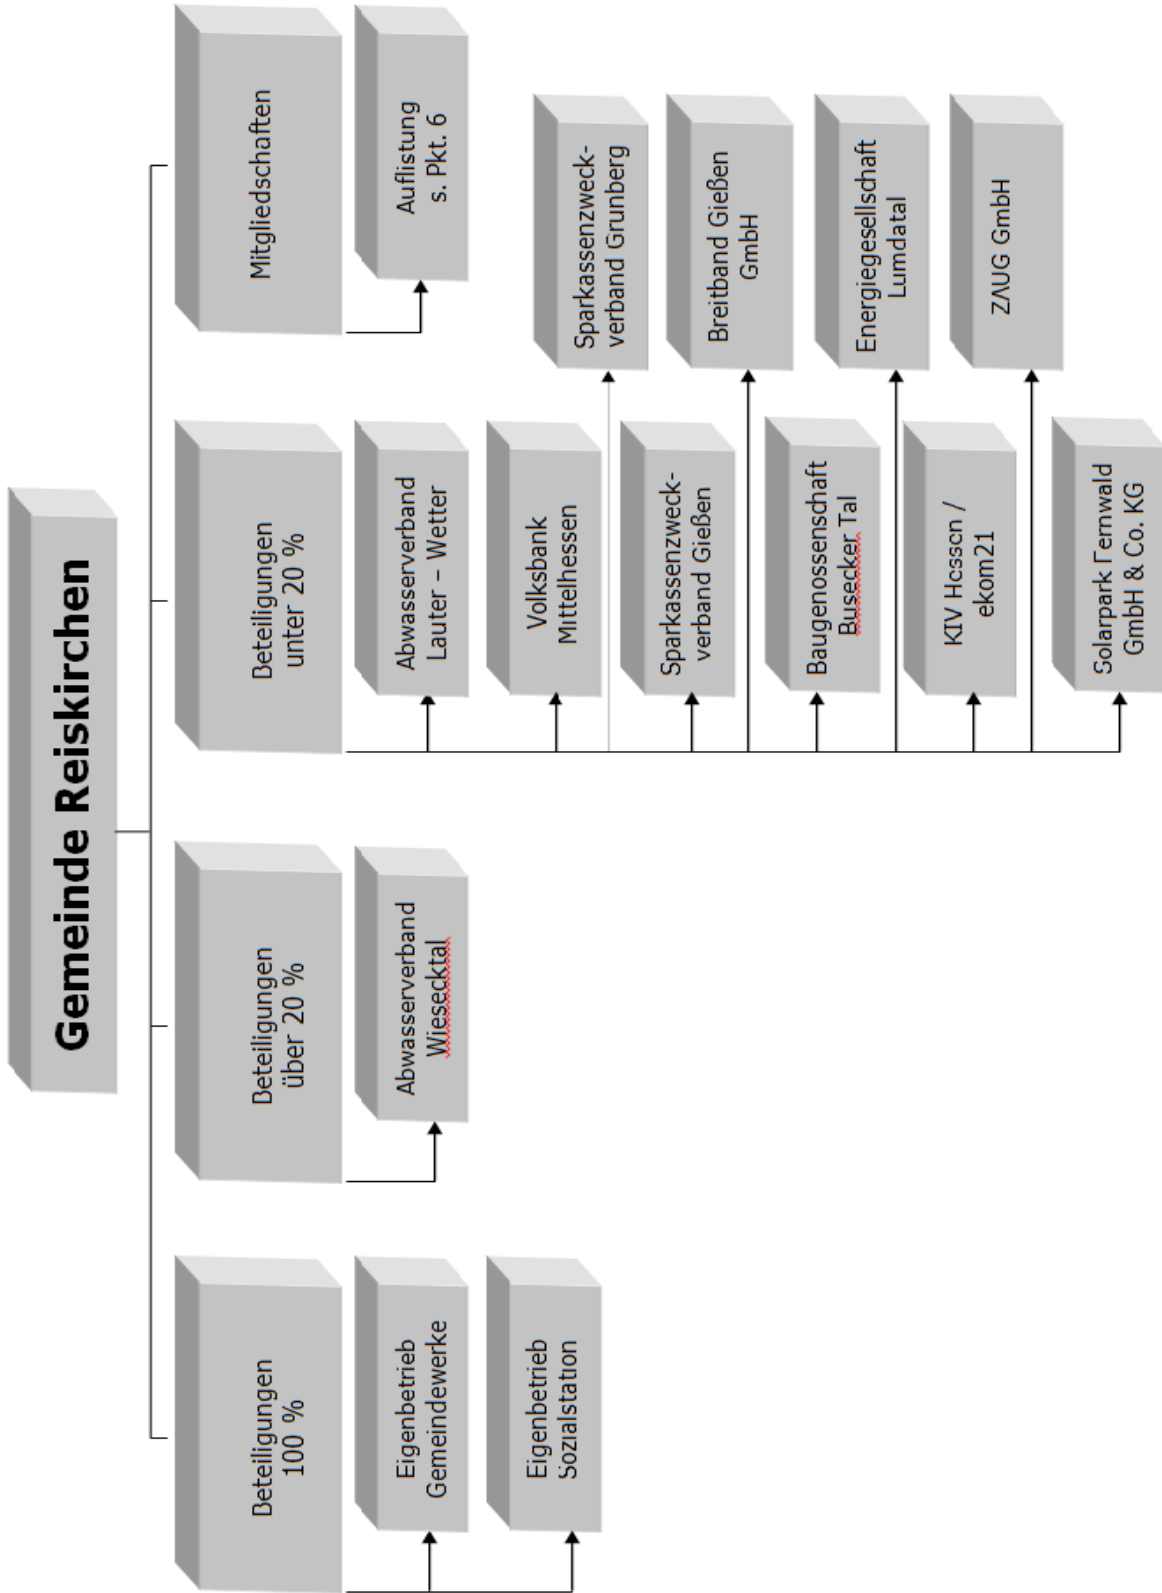 Gemeinde Reiskirchen
Beteiligungen
100 %
Eigenbetrieb
Gemeindewerke
Eigenbetrieb
Sozialstation
Beteiligungen
über 20 %
Abwasserverband
Wiesecktal
Beteiligungen
unter 20 %
Abwasserverband
Lauter – Wetter
Volksbank
Mittelhessen
Sparkassenzweck-
verband Gießen
Baugenossenschaft
Busecker Tal
KIV Hessen /
ekom21
Solarpark Fernwald
GmbH & Co. KG
Sparkassenzweck-
verband Grünberg
Breitband Gießen
GmbH
Energiegesellschaft
Lumdatal
ZAUG GmbH
Mitgliedschaften
Auflistung
s. Pkt. 6